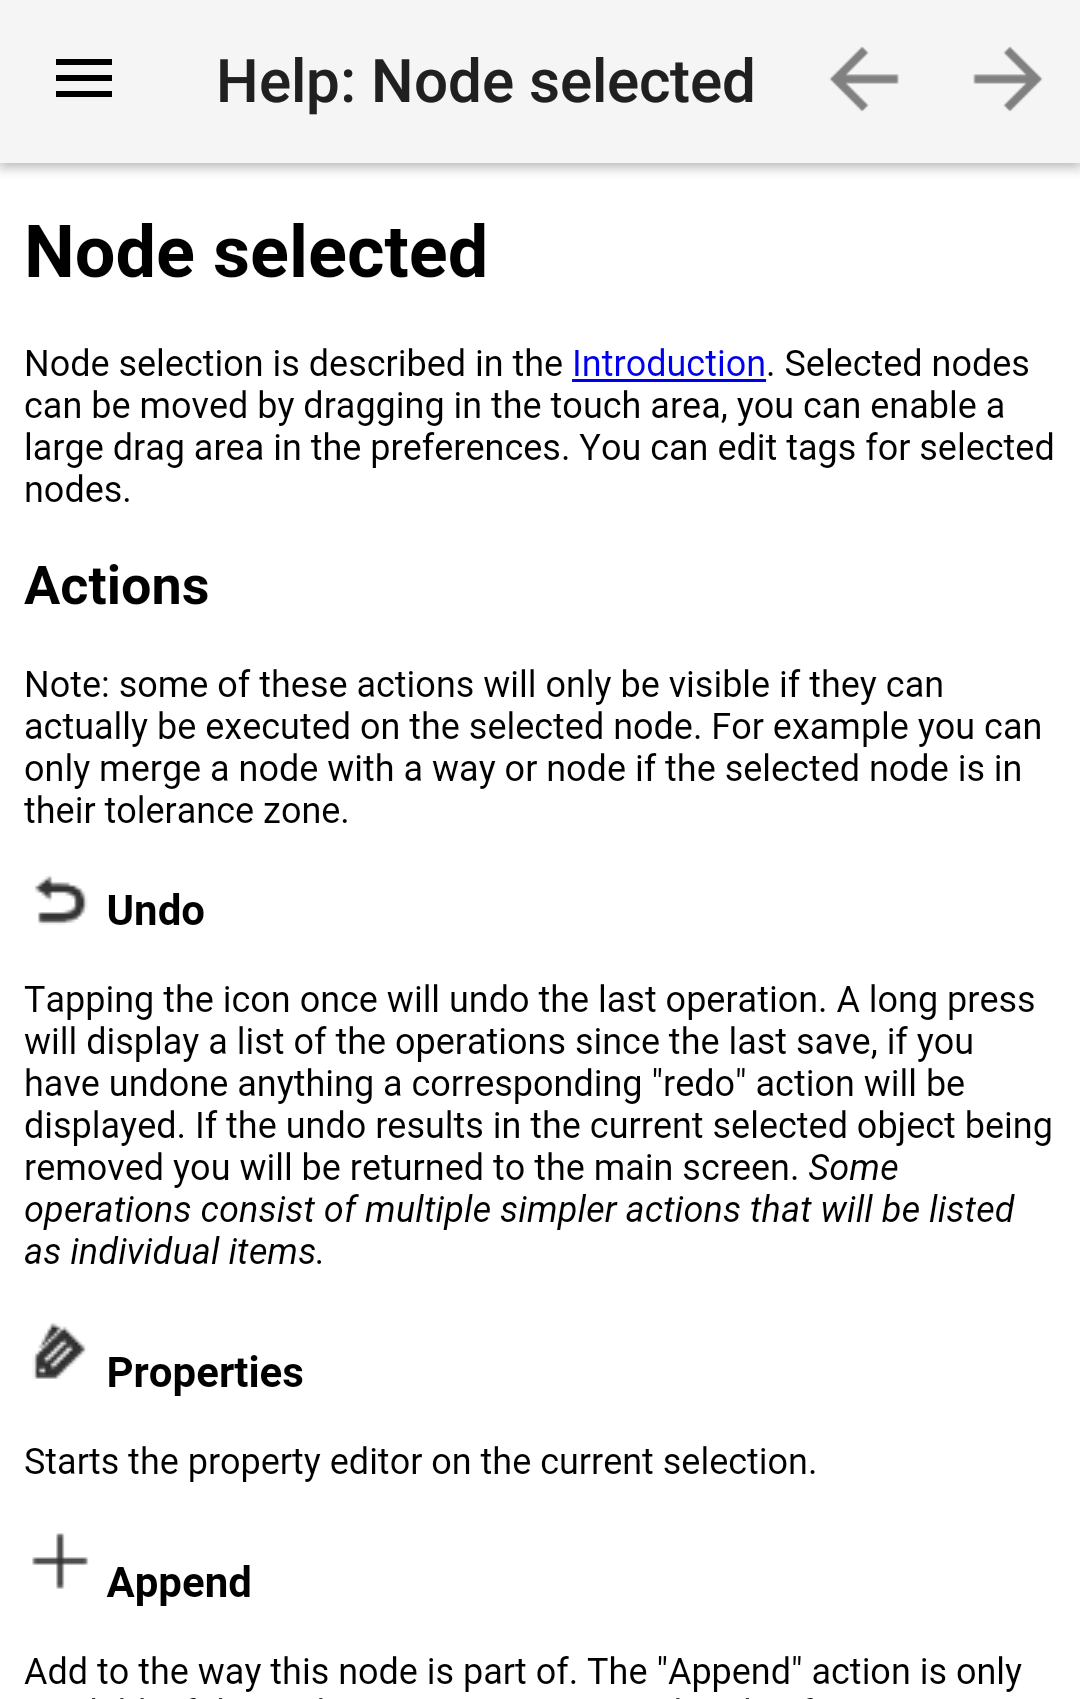 Help: Node selected
Node selected
Node selection is described in the Introduction. Selected nodes
can be moved by dragging in the touch area, you can enable a
large drag area in the preferences. You can edit tags for selected
nodes.
Actions
Note: some of these actions will only be visible if they can
actually be executed on the selected node. For example you can
only merge a node with a way or node if the selected node is in
their tolerance zone.
Undo
Tapping the icon once will undo the last operation. A long press
will display a list of the operations since the last save, if you
have undone anything a corresponding "redo" action will be
displayed. If the undo results in the current selected object being
removed you will be returned to the main screen. Some
operations consist of multiple simpler actions that will be listed
as individual items.
Properties
Starts the property editor on the current selection.
Append
Add to the way this node is part of. The "Append" action is only